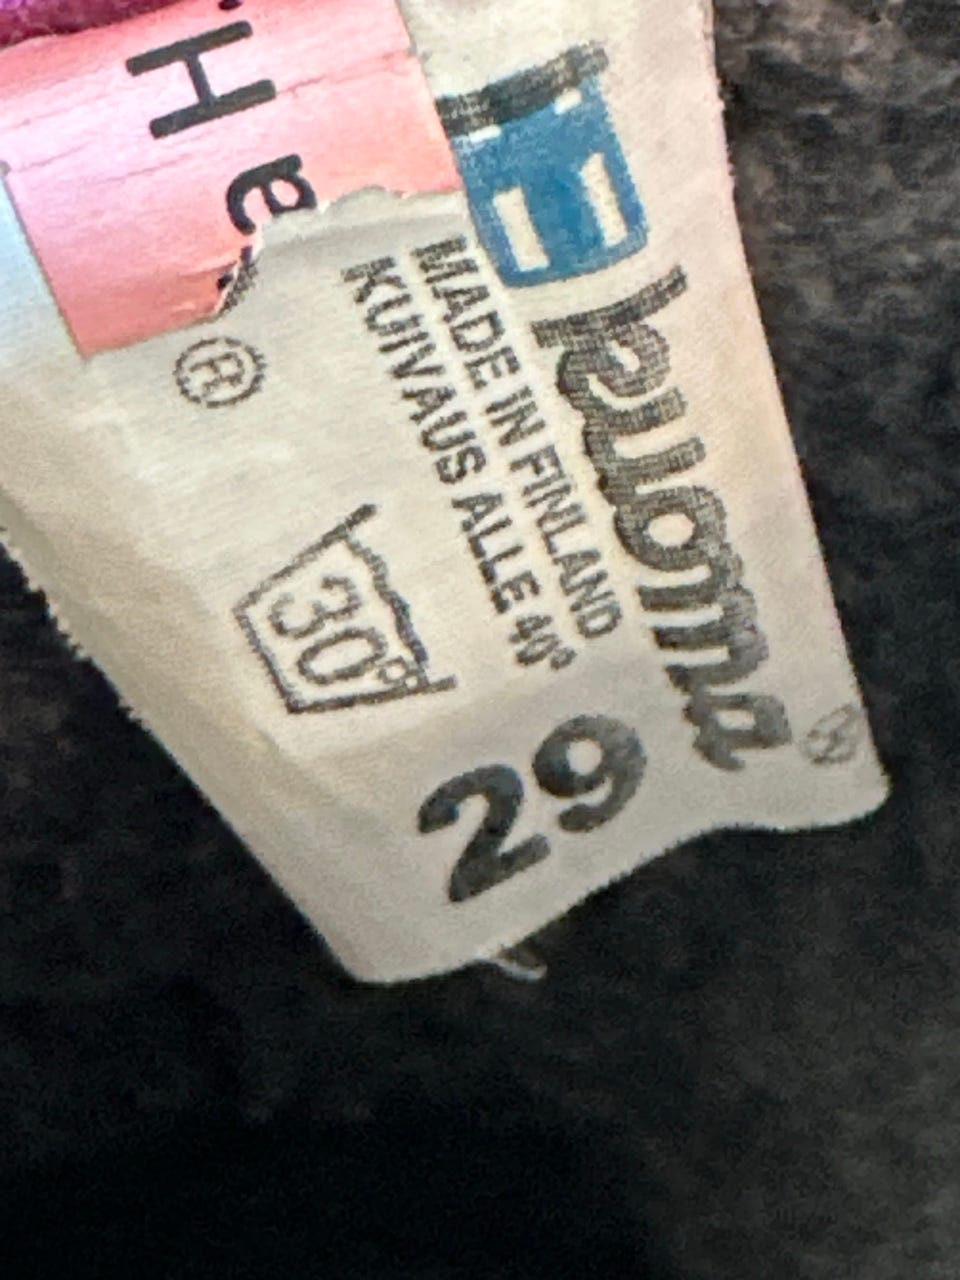 kuoma®
MADE IN FINLAND
KUIVAUS ALLE 40°
30°
29
®